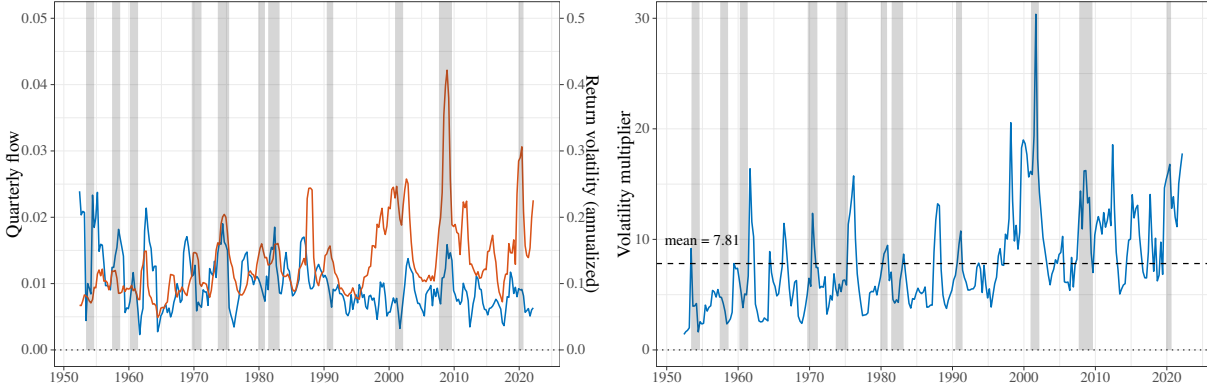 0.05
0.04
0.03
0.02
0.01
0.00
Quarterly flow
0.5
0.4
0.3
0.2
0.1
0.0
Return volatility (annualized)
1950 1960 1970 1980 1990 2000 2010 2020
30
20
10
0
Volatility multiplier
mean = 7.81
1950 1960 1970 1980 1990 2000 2010 2020